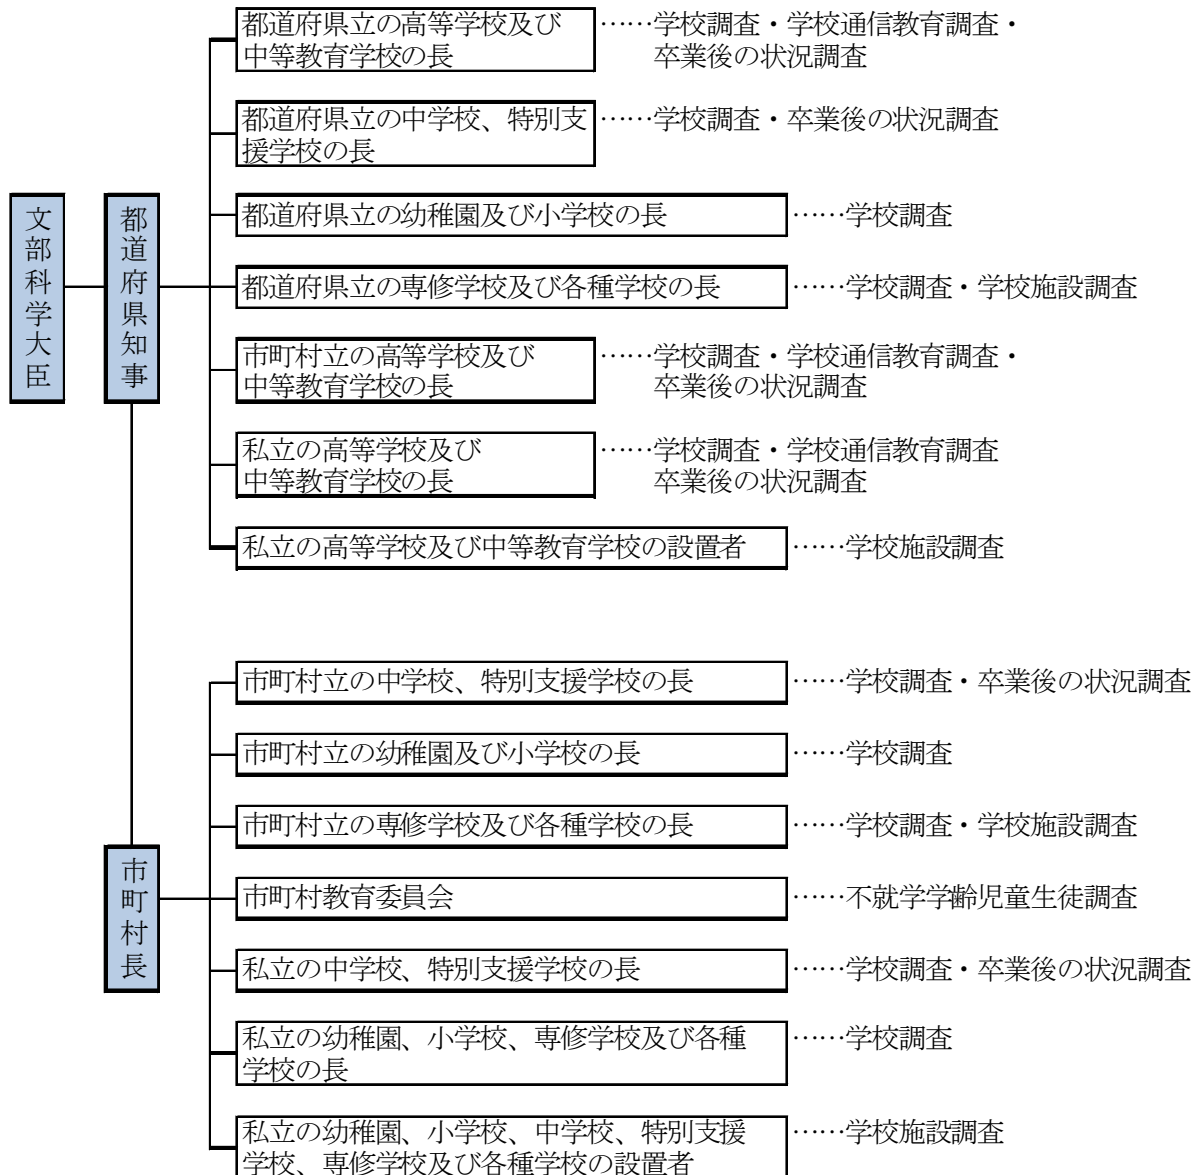 都道府県立の高等学校及び ……学校調査・学校通信教育調査・
中等教育学校の長 卒業後の状況調査
都道府県立の中学校、特別支 ……学校調査・卒業後の状況調査
援学校の長
文部科学大臣
都道府県知事
都道府県立の幼稚園及び小学校の長 ……学校調査
都道府県立の専修学校及び各種学校の長 ……学校調査・学校施設調査
市町村立の高等学校及び ……学校調査・学校通信教育調査・
中等教育学校の長 卒業後の状況調査
私立の高等学校及び ……学校調査・学校通信教育調査
中等教育学校の長 卒業後の状況調査
私立の高等学校及び中等教育学校の設置者 ……学校施設調査
市町村長
市町村立の中学校、特別支援学校の長 ……学校調査・卒業後の状況調査
市町村立の幼稚園及び小学校の長 ……学校調査
市町村立の専修学校及び各種学校の長 ……学校調査・学校施設調査
市町村教育委員会 ……不就学学齢児童生徒調査
私立の中学校、特別支援学校の長 ……学校調査・卒業後の状況調査
私立の幼稚園、小学校、専修学校及び各種 ……学校調査
学校の長
私立の幼稚園、小学校、中学校、特別支援 ……学校施設調査
学校、専修学校及び各種学校の設置者